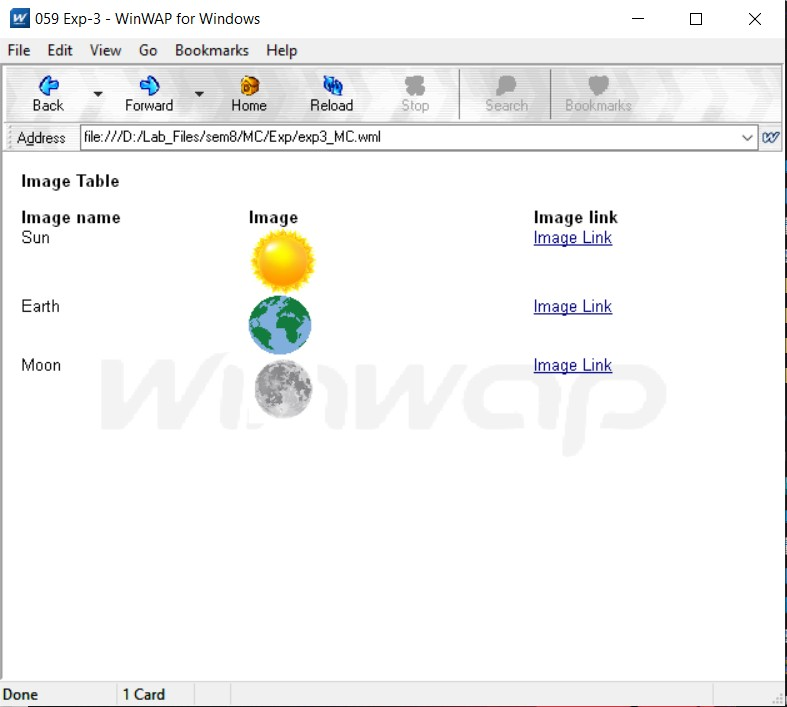 059 Exp-3 - WinWAP for Windows
File Edit View Go Bookmarks Help
Back Forward Home Reload Stop Search Bookmarks
Address file:///D:/Lab_Files/sem8/MC/Exp/exp3_MC.wml
Image Table
Image name Image Image link
Sun Image Link
Earth Image Link
Moon Image Link
winwap
Done 1 Card